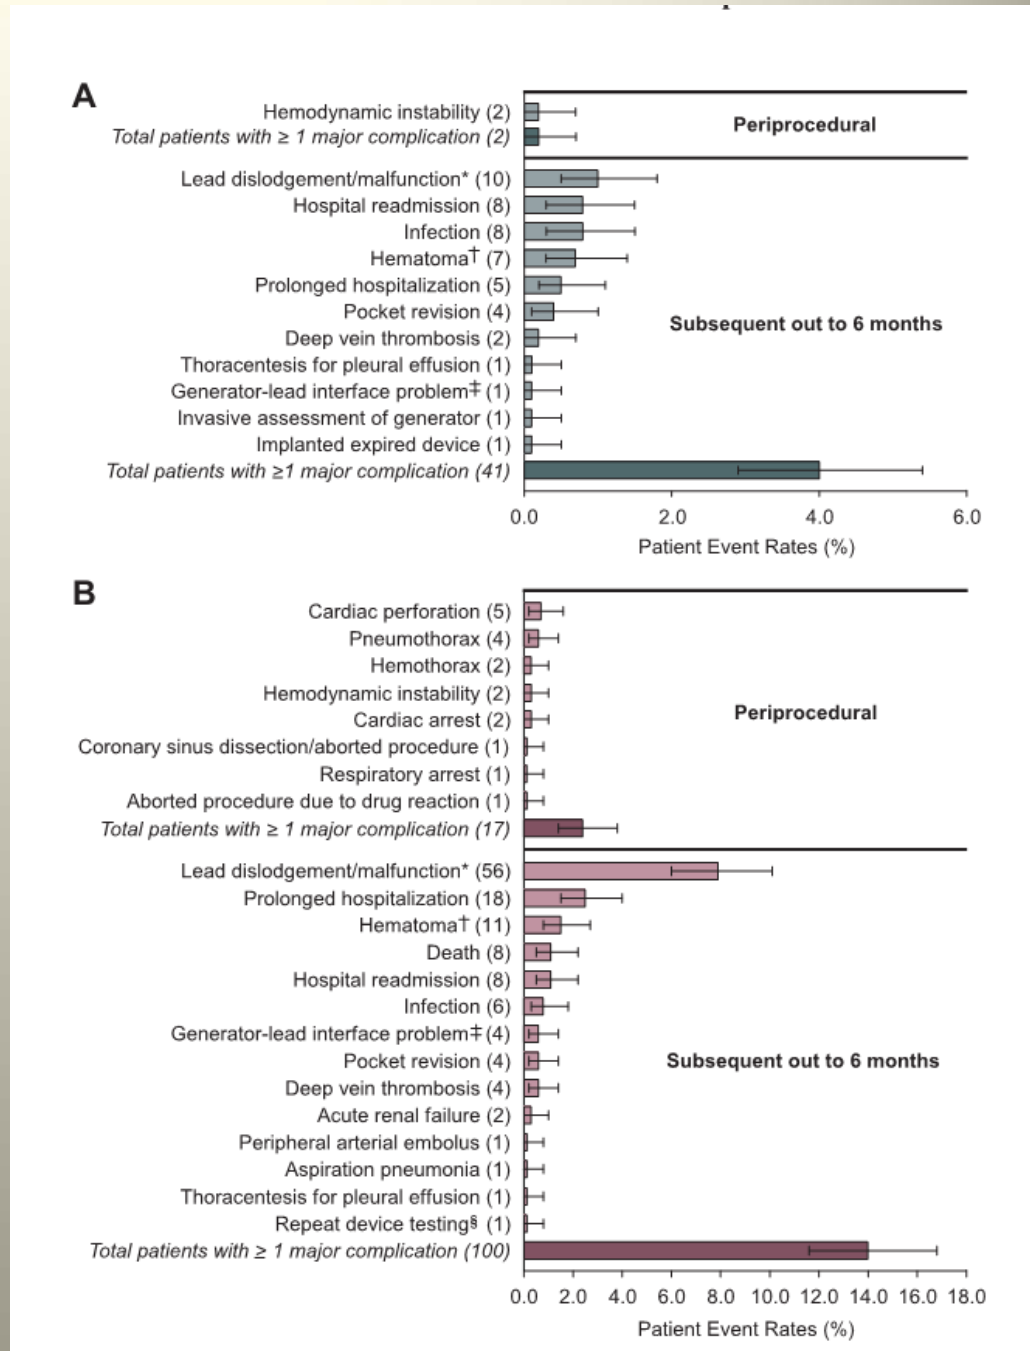 A
Hemodynamic instability (2)
Total patients with ≥ 1 major complication (2)
Periprocedural
Lead dislodgement/malfunction* (10)
Hospital readmission (8)
Infection (8)
Hematoma† (7)
Prolonged hospitalization (5)
Pocket revision (4)
Deep vein thrombosis (2)
Thoracentesis for pleural effusion (1)
Generator-lead interface problem‡ (1)
Invasive assessment of generator (1)
Implanted expired device (1)
Total patients with ≥1 major complication (41)
Subsequent out to 6 months
0.0 2.0 4.0 6.0
Patient Event Rates (%)
B
Cardiac perforation (5)
Pneumothorax (4)
Hemothorax (2)
Hemodynamic instability (2)
Cardiac arrest (2)
Coronary sinus dissection/aborted procedure (1)
Respiratory arrest (1)
Aborted procedure due to drug reaction (1)
Total patients with ≥ 1 major complication (17)
Periprocedural
Lead dislodgement/malfunction* (56)
Prolonged hospitalization (18)
Hematoma† (11)
Death (8)
Hospital readmission (8)
Infection (6)
Generator-lead interface problem‡ (4)
Pocket revision (4)
Deep vein thrombosis (4)
Acute renal failure (2)
Peripheral arterial embolus (1)
Aspiration pneumonia (1)
Thoracentesis for pleural effusion (1)
Repeat device testing§ (1)
Total patients with ≥ 1 major complication (100)
Subsequent out to 6 months
0.0 2.0 4.0 6.0 8.0 10.0 12.0 14.0 16.0 18.0
Patient Event Rates (%)